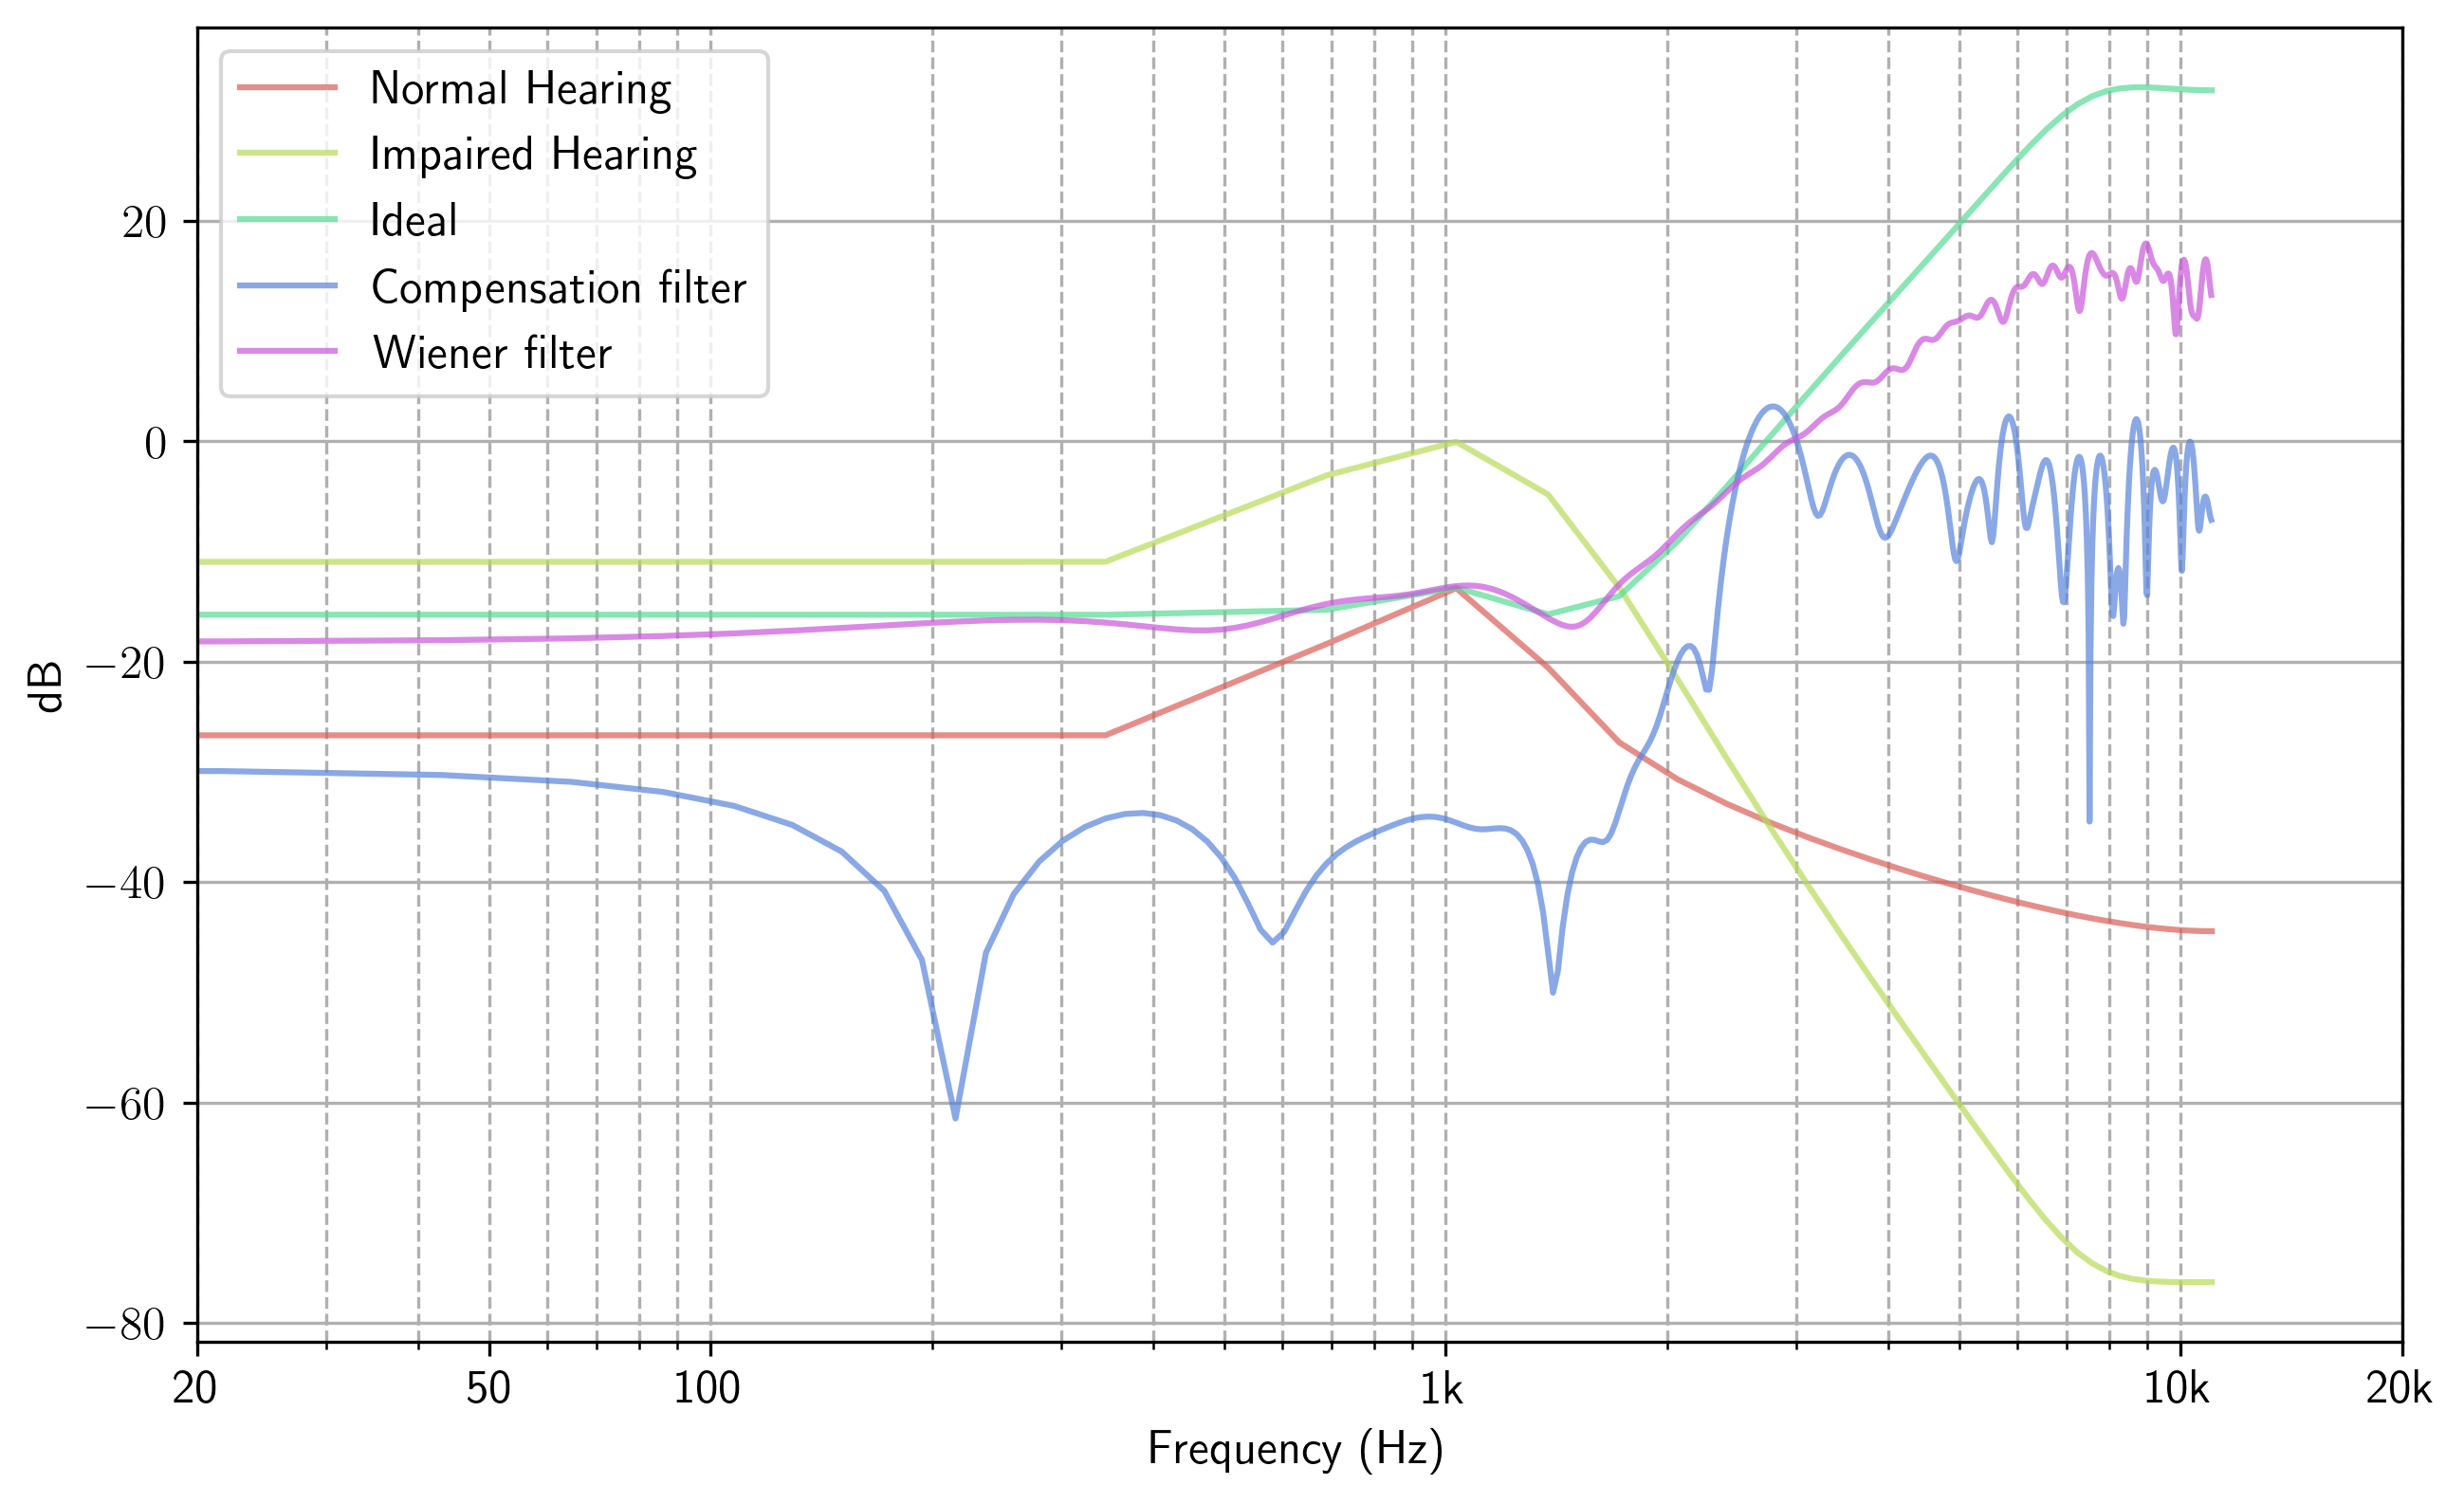 Normal Hearing
Impaired Hearing
Ideal
Compensation filter
Wiener filter
20
0
−20
−40
−60
−80
dB
20 50 100 1k 10k 20k
Frequency (Hz)